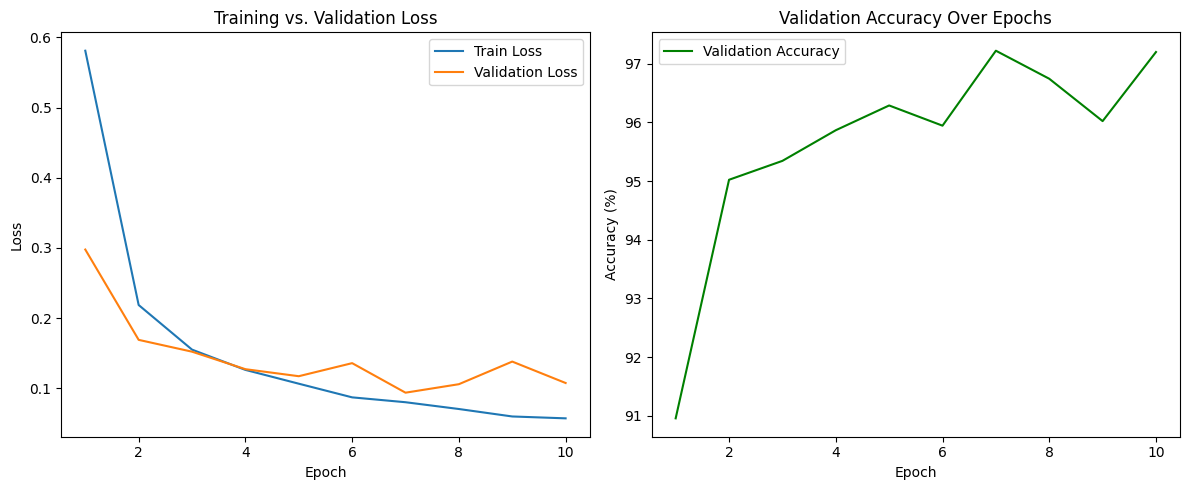 Training vs. Validation Loss
Train Loss
Validation Loss
Loss
0.6
0.5
0.4
0.3
0.2
0.1
2 4 6 8 10
Epoch
Validation Accuracy Over Epochs
Validation Accuracy
Accuracy (%)
97
96
95
94
93
92
91
2 4 6 8 10
Epoch